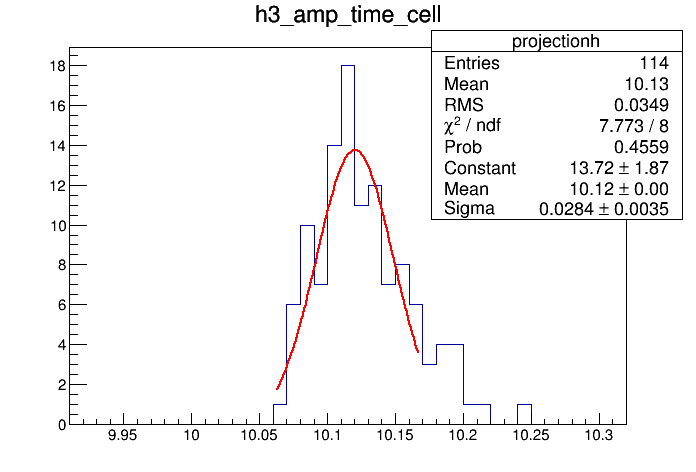 h3_amp_time_cell
projectionh
Entries 114
Mean 10.13
RMS 0.0349
χ² / ndf 7.773 / 8
Prob 0.4559
Constant 13.72 ± 1.87
Mean 10.12 ± 0.00
Sigma 0.0284 ± 0.0035
18
16
14
12
10
8
6
4
2
0
9.95 10 10.05 10.1 10.15 10.2 10.25 10.3